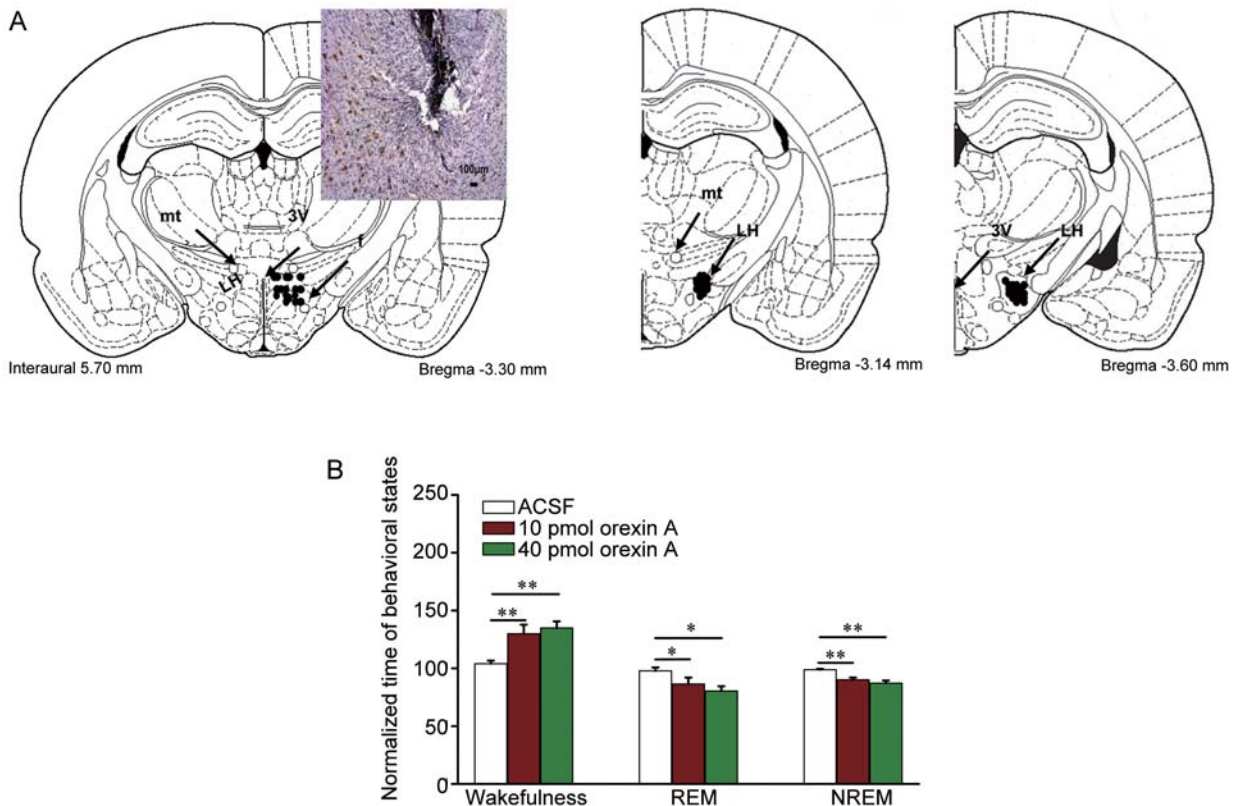 A
100μm
mt
3V
f
LH
Interaural 5.70 mm
Bregma -3.30 mm
mt
LH
Bregma -3.14 mm
3V
LH
Bregma -3.60 mm
B
Normalized time of behavioral states
250
200
150
100
50
0
ACSF
10 pmol orexin A
40 pmol orexin A
**
**
*
*
**
**
Wakefulness
REM
NREM